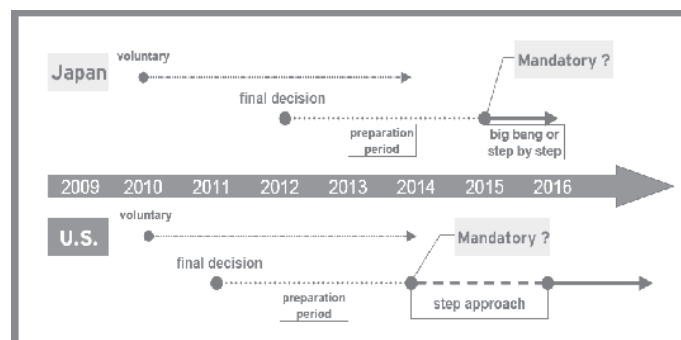 voluntary
Japan
Mandatory ?
final decision
preparation
period
big bang or
step by step
2009 2010 2011 2012 2013 2014 2015 2016
voluntary
U.S.
Mandatory ?
final decision
preparation
period
step approach